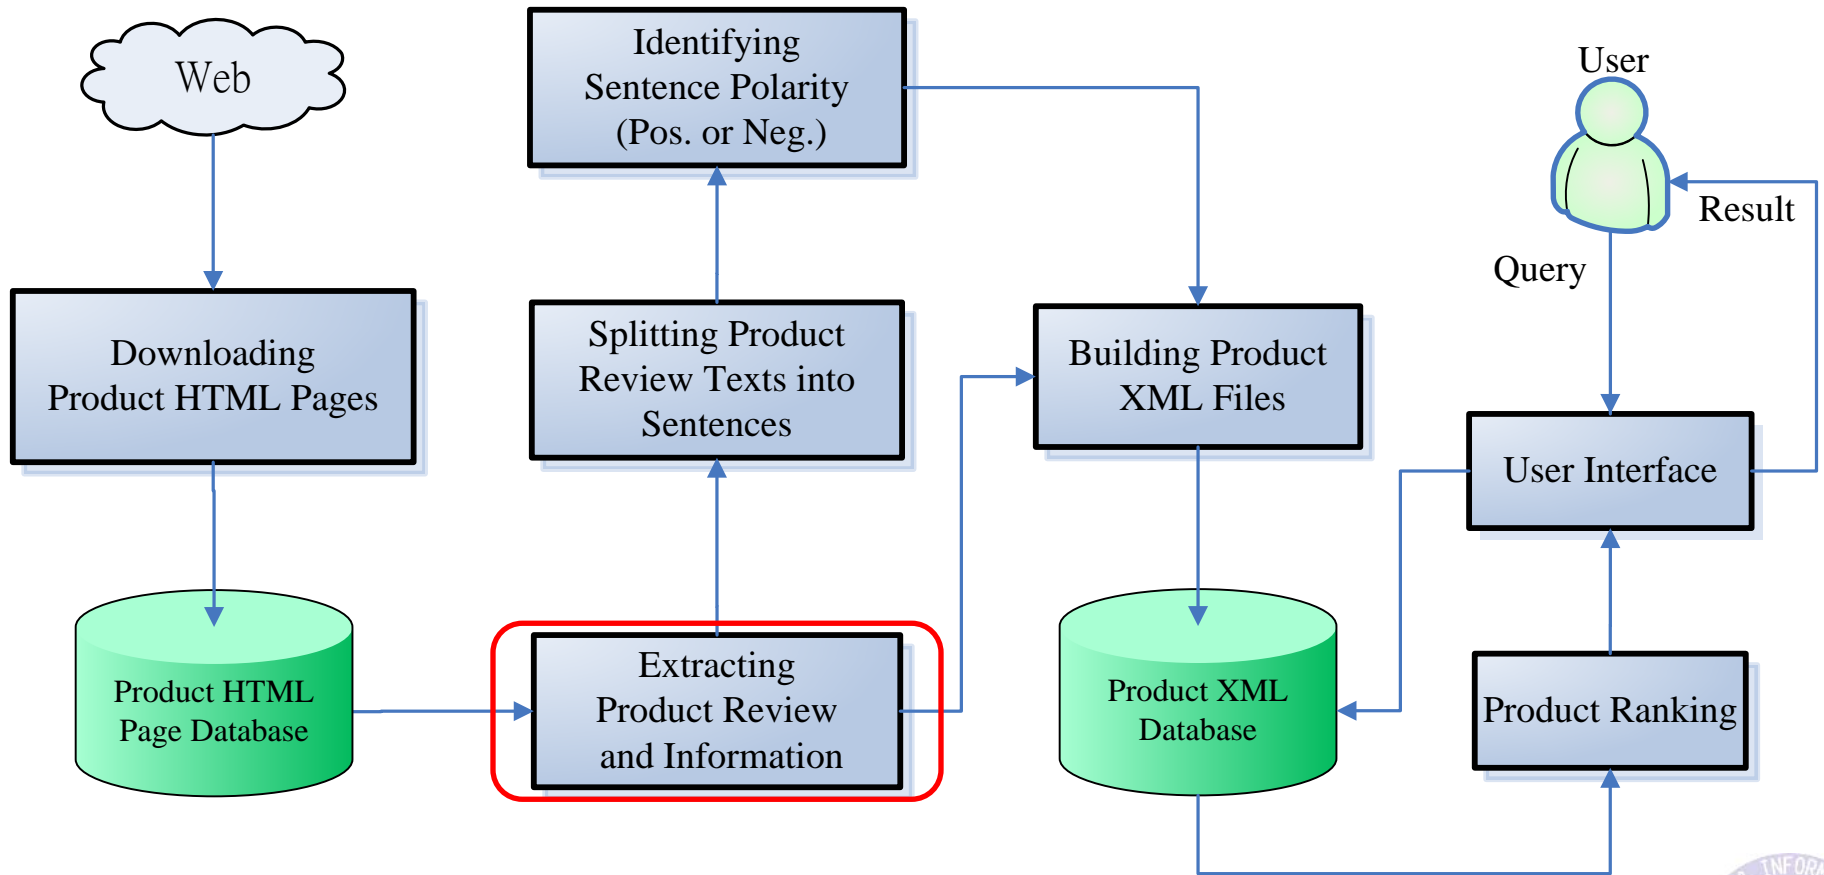 Web
Downloading
Product HTML Pages
Product HTML
Page Database
Identifying
Sentence Polarity
(Pos. or Neg.)
Splitting Product
Review Texts into
Sentences
Extracting
Product Review
and Information
Building Product
XML Files
Product XML
Database
User
Result
Query
User Interface
Product Ranking